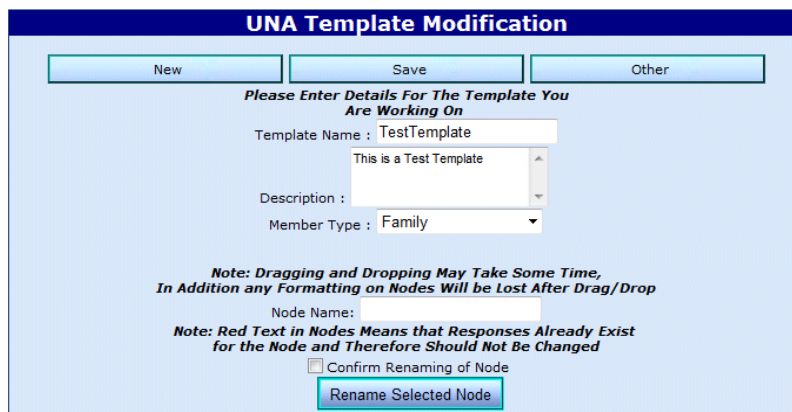 UNA Template Modification
New Save Other
Please Enter Details For The Template You
Are Working On
Template Name : TestTemplate
This is a Test Template
Description :
Member Type : Family
Note: Dragging and Dropping May Take Some Time,
In Addition any Formatting on Nodes Will be Lost After Drag/Drop
Node Name:
Note: Red Text in Nodes Means that Responses Already Exist
for the Node and Therefore Should Not Be Changed
Confirm Renaming of Node
Rename Selected Node